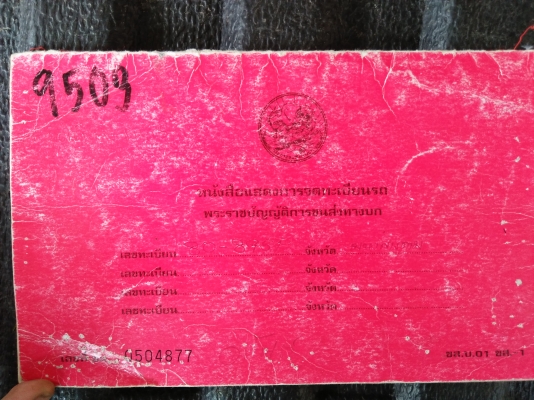 9509
หนังสือแสดงการจดทะเบียนรถ
พระราชบัญญัติการขนส่งทางบก
เลขทะเบียน จังหวัด
เลขทะเบียน จังหวัด
เลขทะเบียน จังหวัด
เลขทะเบียน จังหวัด
0504877 ขส.บ.01 ขส.-1